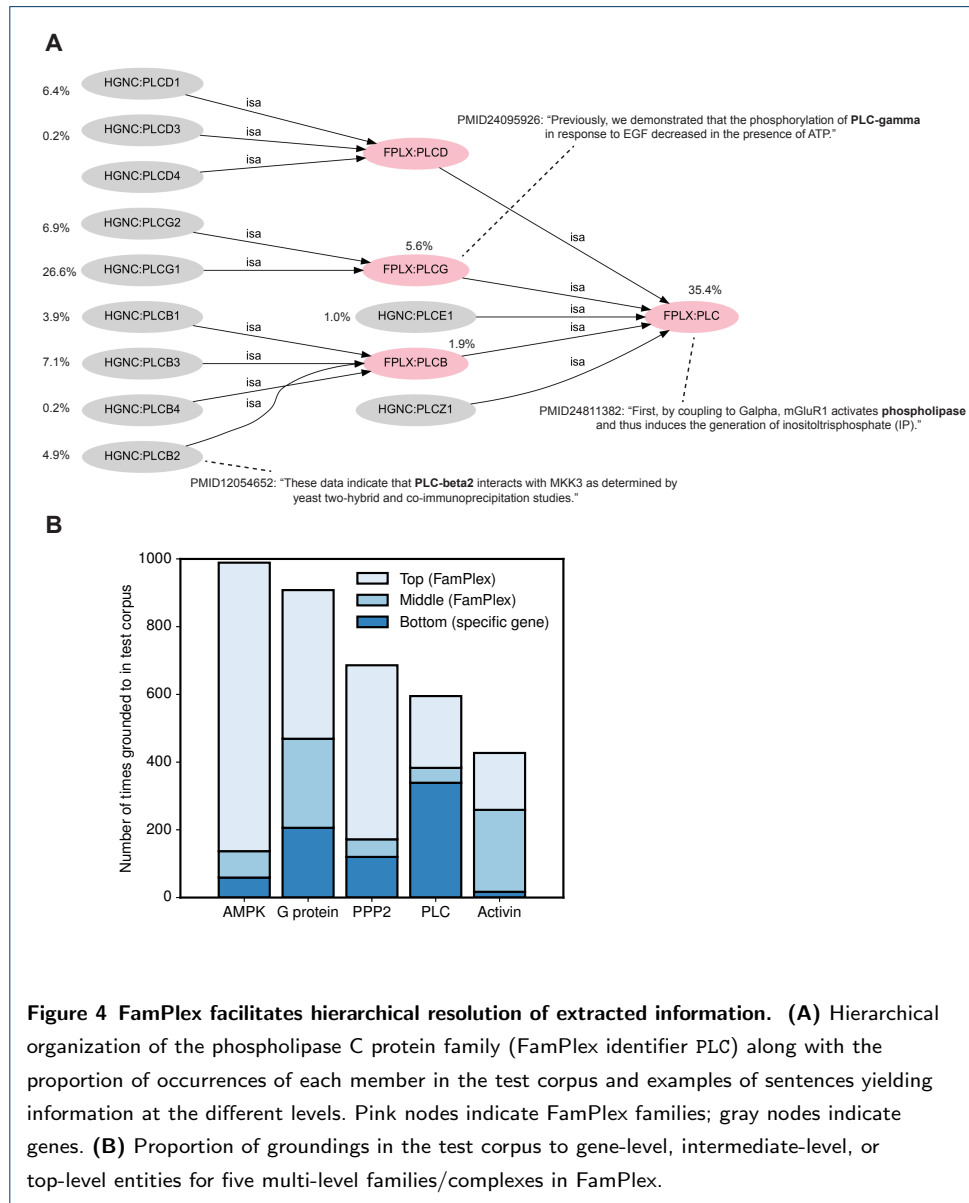 A
HGNC:PLCD1
6.4%
isa
HGNC:PLCD3
0.2%
isa
HGNC:PLCD4
isa
FPLX:PLCD
PMID24095926: “Previously, we demonstrated that the phosphorylation of PLC-gamma
in response to EGF decreased in the presence of ATP.”
HGNC:PLCG2
6.9%
isa
HGNC:PLCG1
26.6%
isa
5.6%
FPLX:PLCG
isa
isa
35.4%
FPLX:PLC
HGNC:PLCB1
3.9%
isa
1.0%
HGNC:PLCE1
isa
HGNC:PLCB3
7.1%
isa
1.9%
FPLX:PLCB
isa
HGNC:PLCB4
0.2%
isa
isa
HGNC:PLCZ1
isa
HGNC:PLCB2
4.9%
PMID24811382: “First, by coupling to Galpha, mGluR1 activates phospholipase
and thus induces the generation of inositoltrisphosphate (IP).”
PMID12054652: “These data indicate that PLC-beta2 interacts with MKK3 as determined by
yeast two-hybrid and co-immunoprecipitation studies.”
B
Number of times grounded to in test corpus
1000
800
600
400
200
0
Top (FamPlex)
Middle (FamPlex)
Bottom (specific gene)
AMPK G protein PPP2 PLC Activin
Figure 4 FamPlex facilitates hierarchical resolution of extracted information. (A) Hierarchical
organization of the phospholipase C protein family (FamPlex identifier PLC) along with the
proportion of occurrences of each member in the test corpus and examples of sentences yielding
information at the different levels. Pink nodes indicate FamPlex families; gray nodes indicate
genes. (B) Proportion of groundings in the test corpus to gene-level, intermediate-level, or
top-level entities for five multi-level families/complexes in FamPlex.